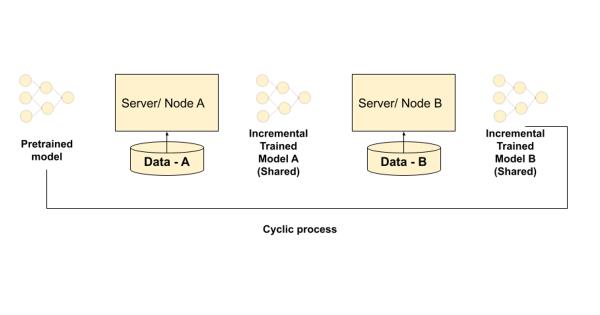 Pretrained
model
Server/ Node A
Data - A
Incremental
Trained
Model A
(Shared)
Server/ Node B
Data - B
Incremental
Trained
Model B
(Shared)
Cyclic process